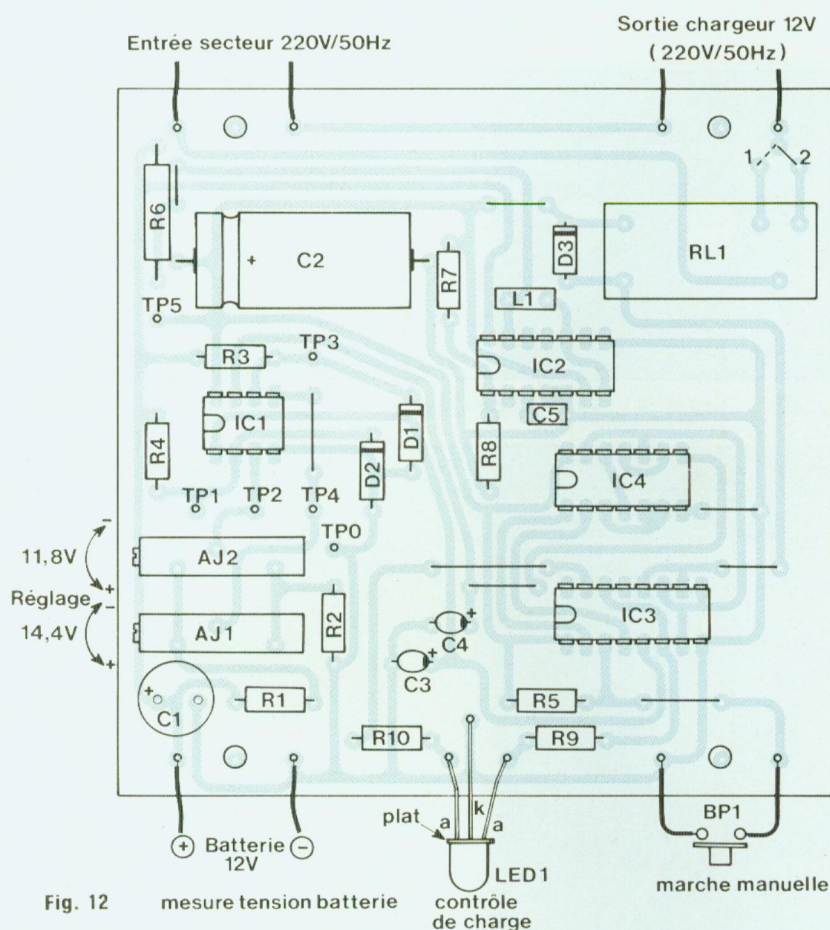 Entrée secteur 220V/50Hz
Sortie chargeur 12V
(220V/50Hz)
1 2
R6
+ C2
R7
D3
RL1
L1
TP5
TP3
R3
IC2
IC1
C5
R4
D1
D2
R8
IC4
TP1 TP2 TP4
TP0
-
11,8V
+
AJ2
Réglage
-
14,4V
+
AJ1
R2
IC3
C4 +
C3 +
+ C1
R1
R5
R10
R9
plat a k a
BP1
+ Batterie -
12V
LED1
marche manuelle
Fig. 12 mesure tension batterie
contrôle
de charge